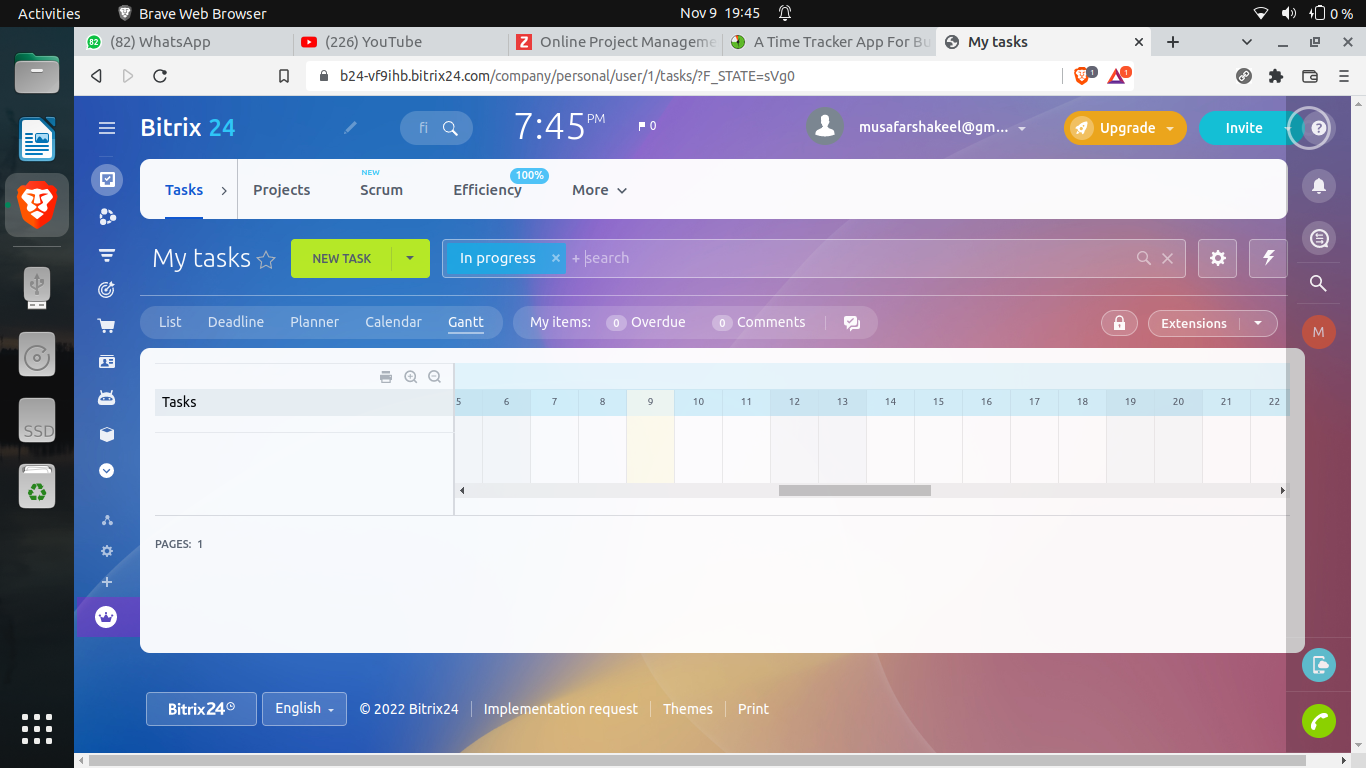 Activities Brave Web Browser Nov 9 19:45 0 %
(82) WhatsApp (226) YouTube Online Project Manageme A Time Tracker App For Bu My tasks
b24-vf9ihb.bitrix24.com/company/personal/user/1/tasks/?F_STATE=sVg0 1 1
Bitrix 24 fi 7:45 PM 0 musafarshakeel@gm... Upgrade Invite ?
Tasks Projects NEW Scrum Efficiency 100% More
My tasks NEW TASK In progress × + search
List Deadline Planner Calendar Gantt My items: 0 Overdue 0 Comments Extensions
M
Tasks 5 6 7 8 9 10 11 12 13 14 15 16 17 18 19 20 21 22
SSD
PAGES: 1
Bitrix24 English © 2022 Bitrix24 Implementation request Themes Print